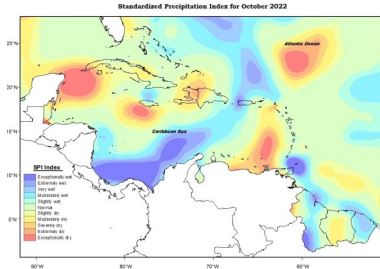 Standardized Precipitation Index for October 2022
25°N
20°N
15°N
10°N
5°N
Atlantic Ocean
Caribbean Sea
SPI Index
Exceptionally wet
Extremely wet
Very wet
Moderately wet
Slightly wet
Normal
Slightly dry
Moderately dry
Severely dry
Extremely dry
Exceptionally dry
90°W
80°W
70°W
60°W